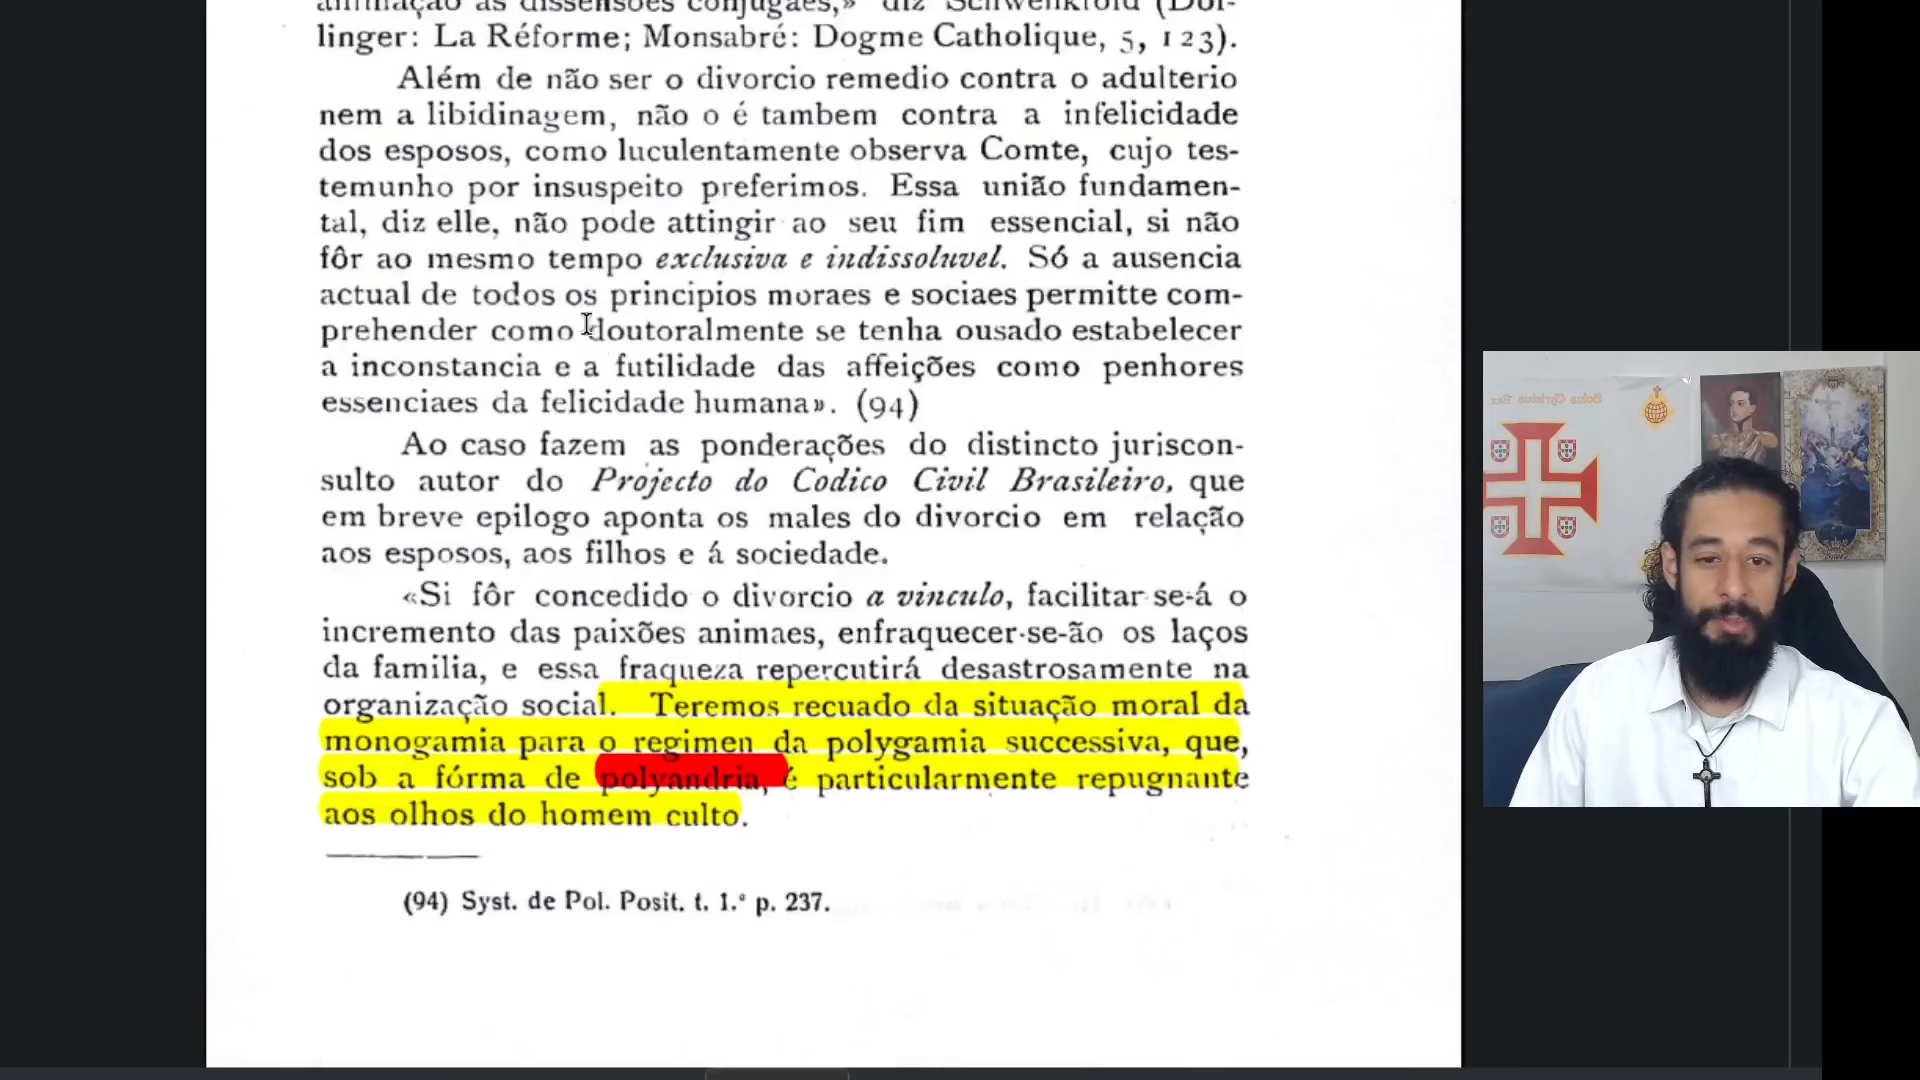 animação às dissensões conjugaes,» diz Schwenkfold (Döl-
linger: La Réforme; Monsabré: Dogme Catholique, 5, 123).
Além de não ser o divorcio remedio contra o adulterio
nem a libidinagem, não o é tambem contra a infelicidade
dos esposos, como luculentamente observa Comte, cujo tes-
temunho por insuspeito preferimos. Essa união fundamen-
tal, diz elle, não pode attingir ao seu fim essencial, si não
fôr ao mesmo tempo exclusiva e indissoluvel. Só a ausencia
actual de todos os principios moraes e sociaes permitte com-
prehender como doutoralmente se tenha ousado estabelecer
a inconstancia e a futilidade das affeições como penhores
essenciaes da felicidade humana». (94)
Ao caso fazem as ponderações do distincto juriscon-
sulto autor do Projecto do Codico Civil Brasileiro, que
em breve epilogo aponta os males do divorcio em relação
aos esposos, aos filhos e á sociedade.
«Si fôr concedido o divorcio a vinculo, facilitar-se-á o
incremento das paixões animaes, enfraquecer-se-ão os laços
da familia, e essa fraqueza repercutirá desastrosamente na
organização social. Teremos recuado da situação moral da
monogamia para o regimen da polygamia successiva, que,
sob a fórma de polyandria, é particularmente repugnante
aos olhos do homem culto.
(94) Syst. de Pol. Posit. t. 1.º p. 237.